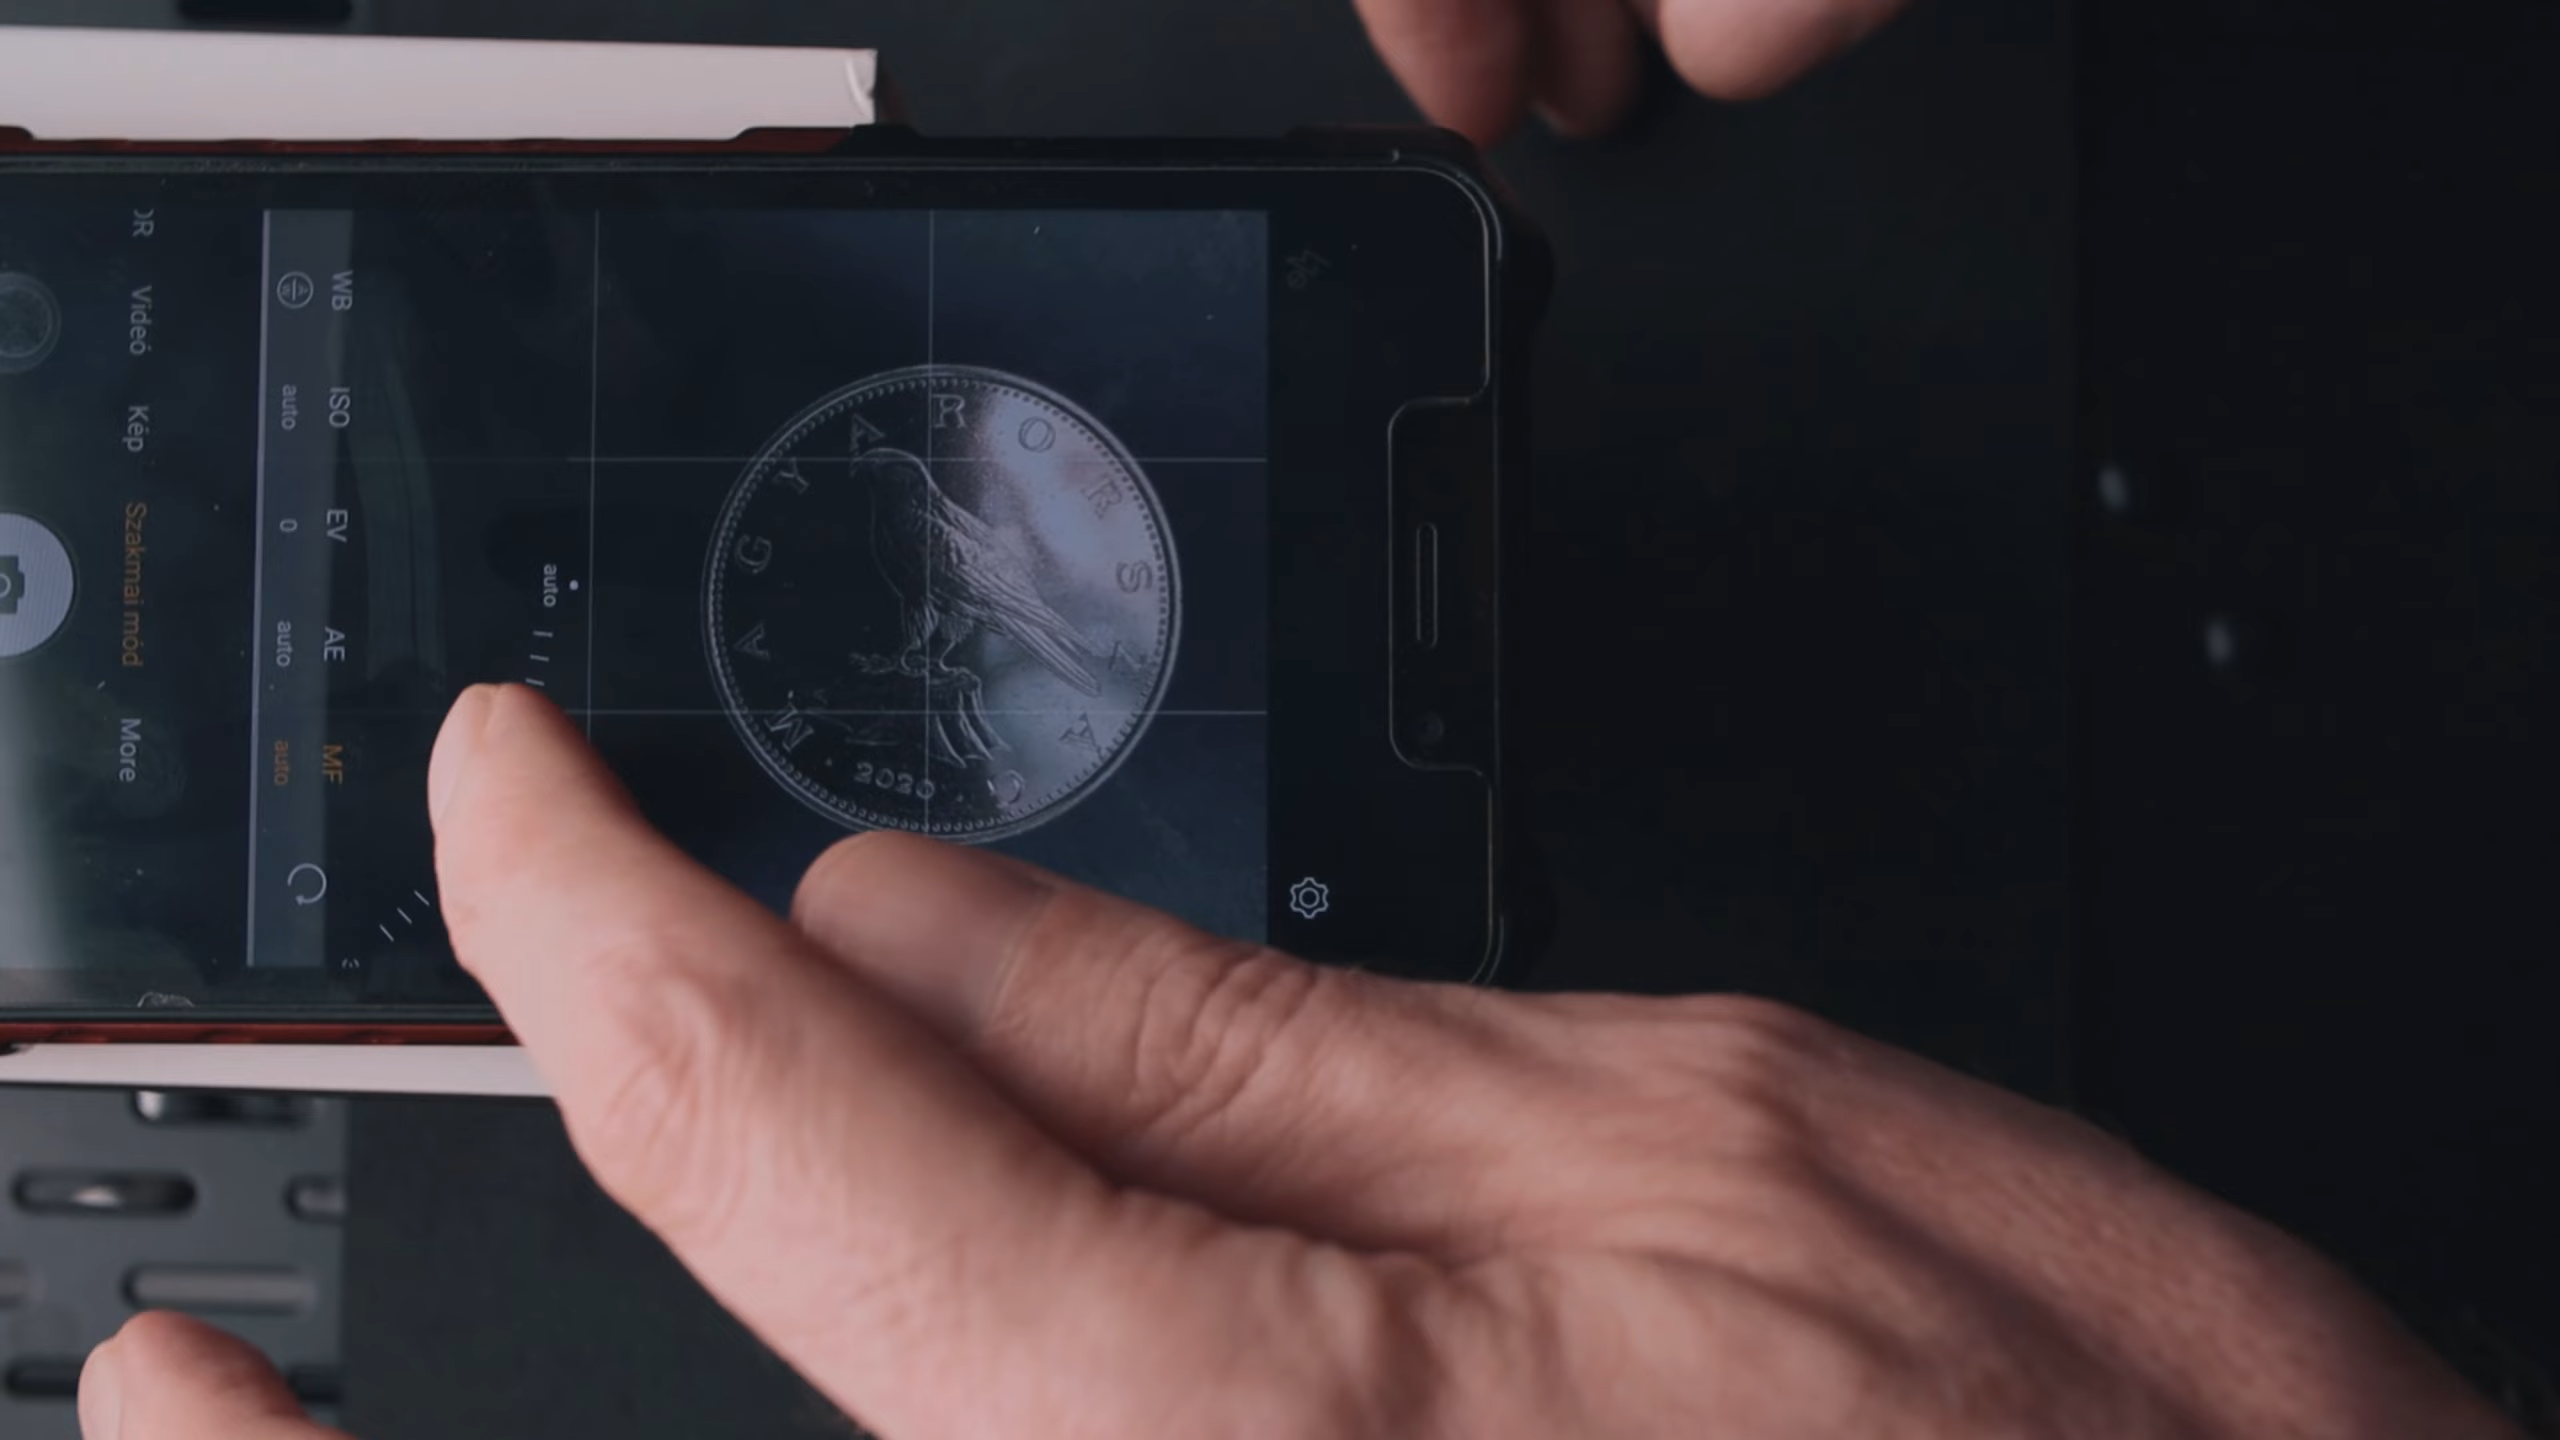 MAGYARORSZÁG
· 2020 ·
auto
WB ISO EV AE MF
auto 0 auto auto
Videó Kép Szakmai mód More